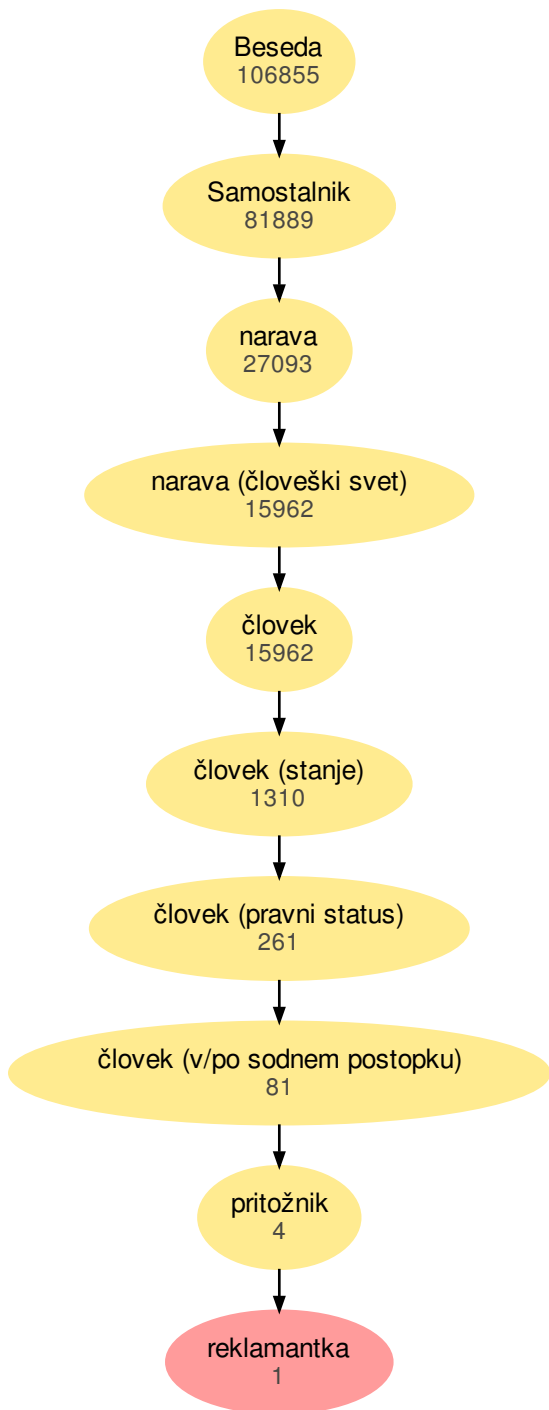 Beseda
106855
Samostalnik
81889
narava
27093
narava (človeški svet)
15962
človek
15962
človek (stanje)
1310
človek (pravni status)
261
človek (v/po sodnem postopku)
81
pritožnik
4
reklamantka
1